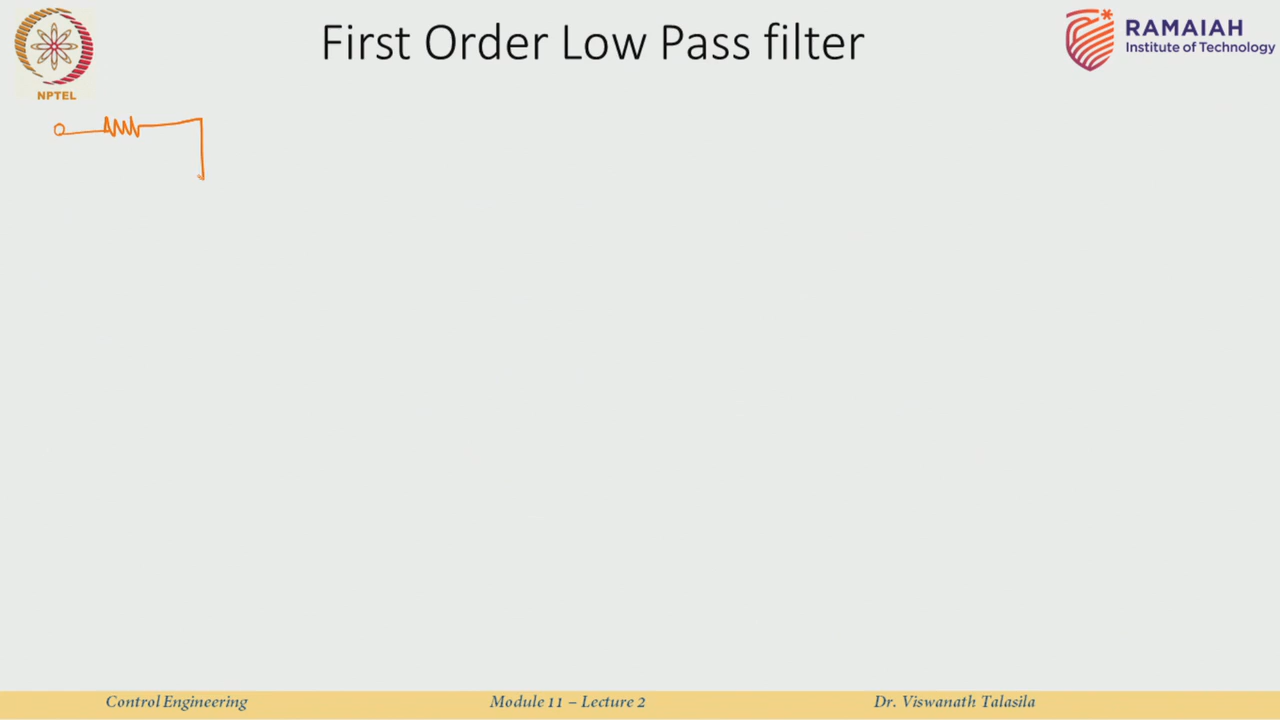 First Order Low Pass filter
NPTEL
RAMAIAH
Institute of Technology
Control Engineering
Module 11 – Lecture 2
Dr. Viswanath Talasila